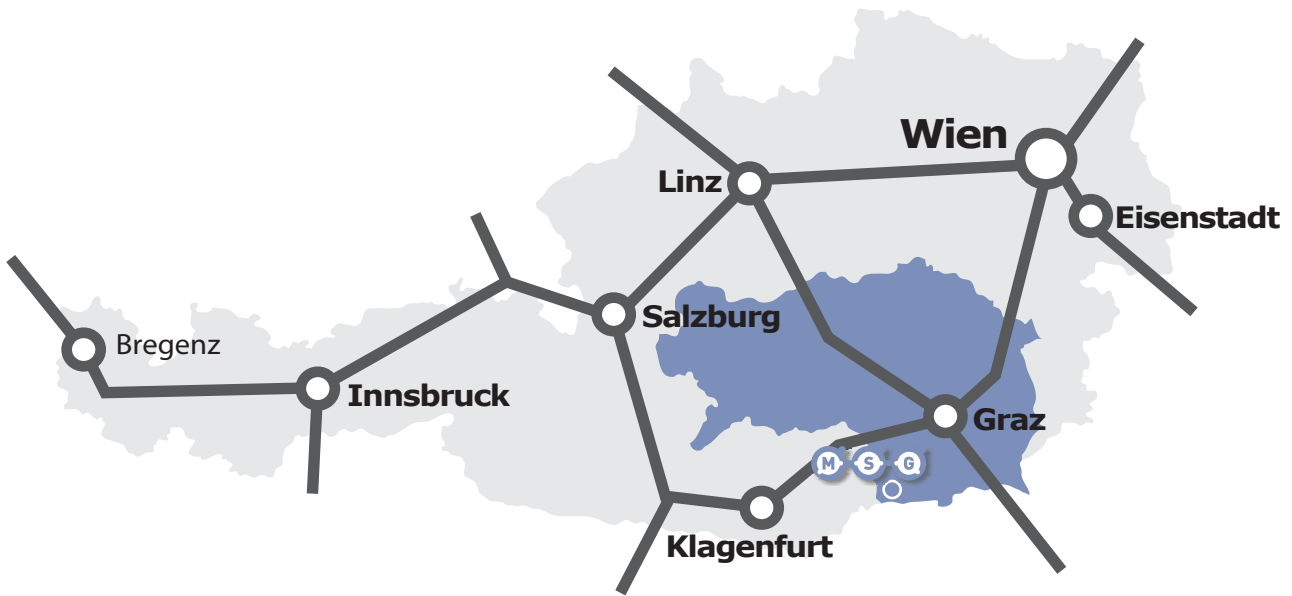 Wien
Linz
Eisenstadt
Salzburg
Bregenz
Innsbruck
Graz
M S G
Klagenfurt